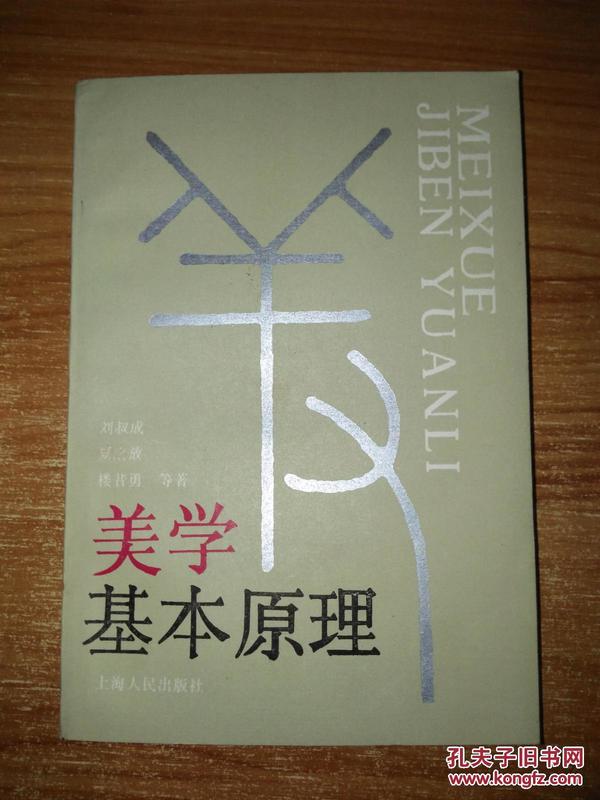 MEIXUE
JIBEN YUANLI
刘叔成
夏之放
楼昔勇 等著
美学
基本原理
上海人民出版社
孔夫子旧书网
www.kongfz.com